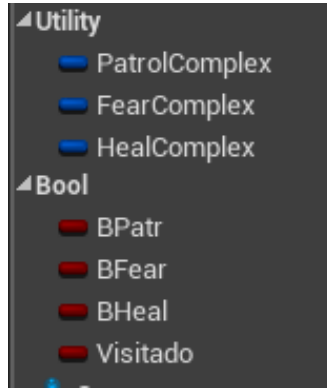 Utility
PatrolComplex
FearComplex
HealComplex
Bool
BPatr
BFear
BHeal
Visitado